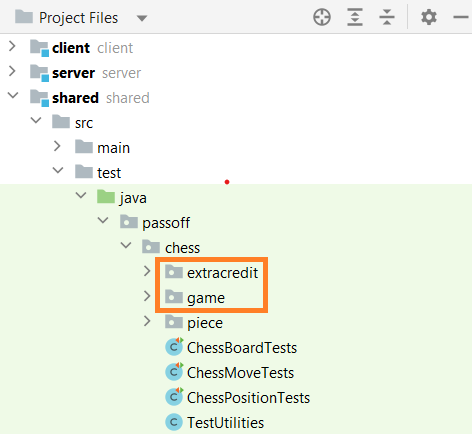 Project Files
client client
server server
shared shared
src
main
test
java
passoff
chess
extracredit
game
piece
ChessBoardTests
ChessMoveTests
ChessPositionTests
TestUtilities